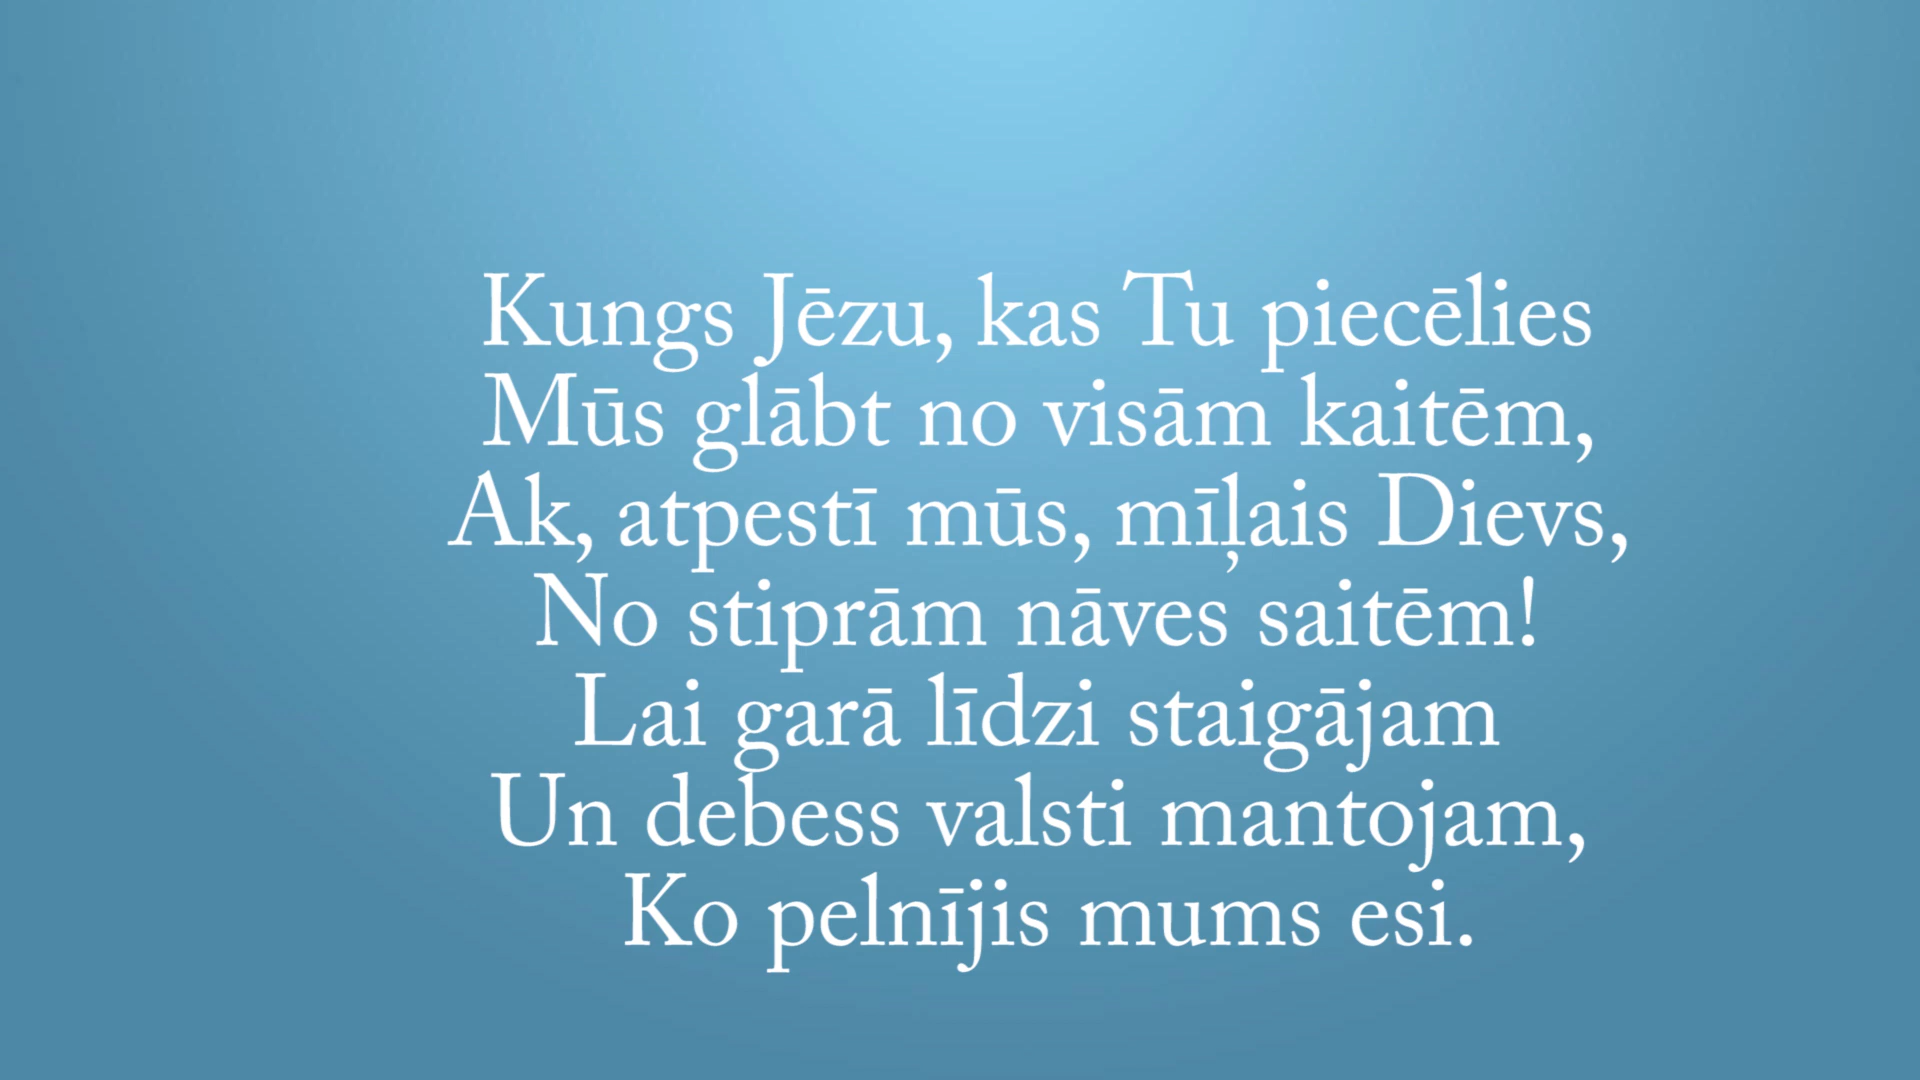 Kungs Jēzu, kas Tu piecēlies
Mūs glābt no visām kaitēm,
Ak, atpestī mūs, mīļais Dievs,
No stiprām nāves saitēm!
Lai garā līdzi staigājam
Un debess valsti mantojam,
Ko pelnījis mums esi.